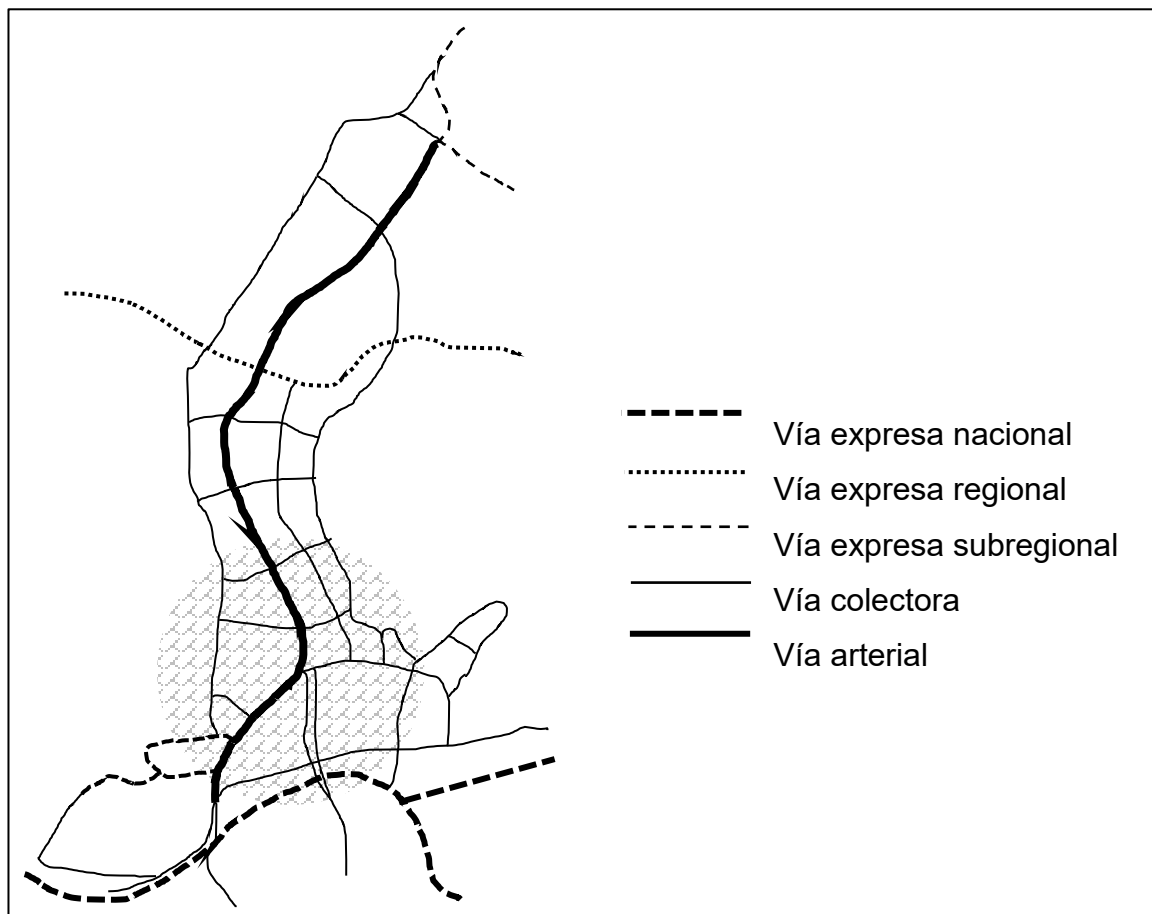 Vía expresa nacional
Vía expresa regional
Vía expresa subregional
Vía colectora
Vía arterial